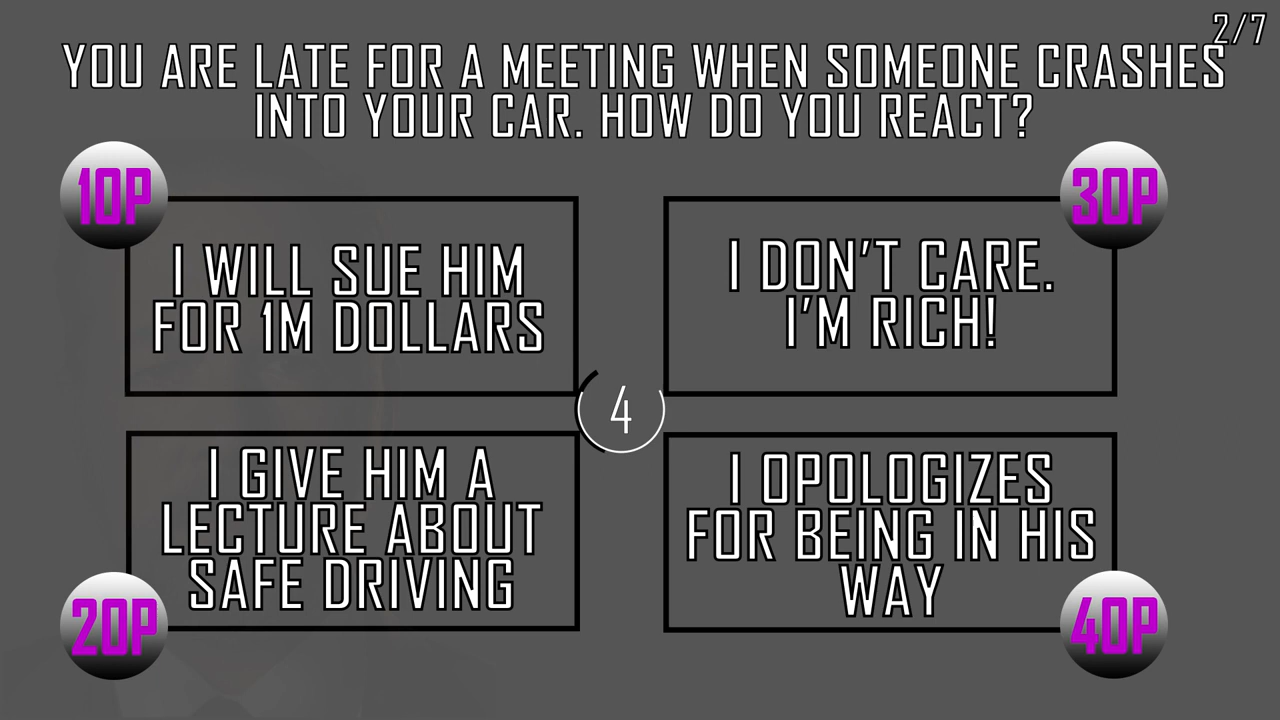 2/7
YOU ARE LATE FOR A MEETING WHEN SOMEONE CRASHES
INTO YOUR CAR. HOW DO YOU REACT?
10P
I WILL SUE HIM
FOR 1M DOLLARS
30P
I DON'T CARE.
I'M RICH!
4
I GIVE HIM A
LECTURE ABOUT
SAFE DRIVING
20P
I OPOLOGIZES
FOR BEING IN HIS
WAY
40P